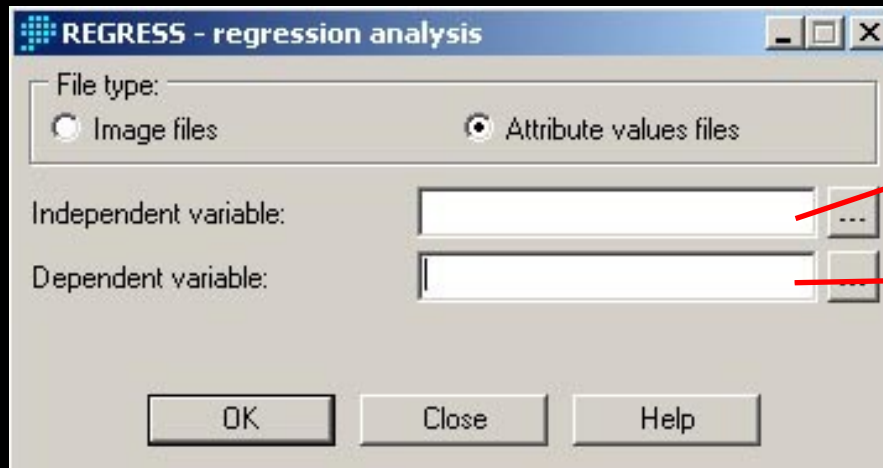 REGRESS - regression analysis
File type:
Image files Attribute values files
Independent variable: ...
Dependent variable: ...
OK Close Help